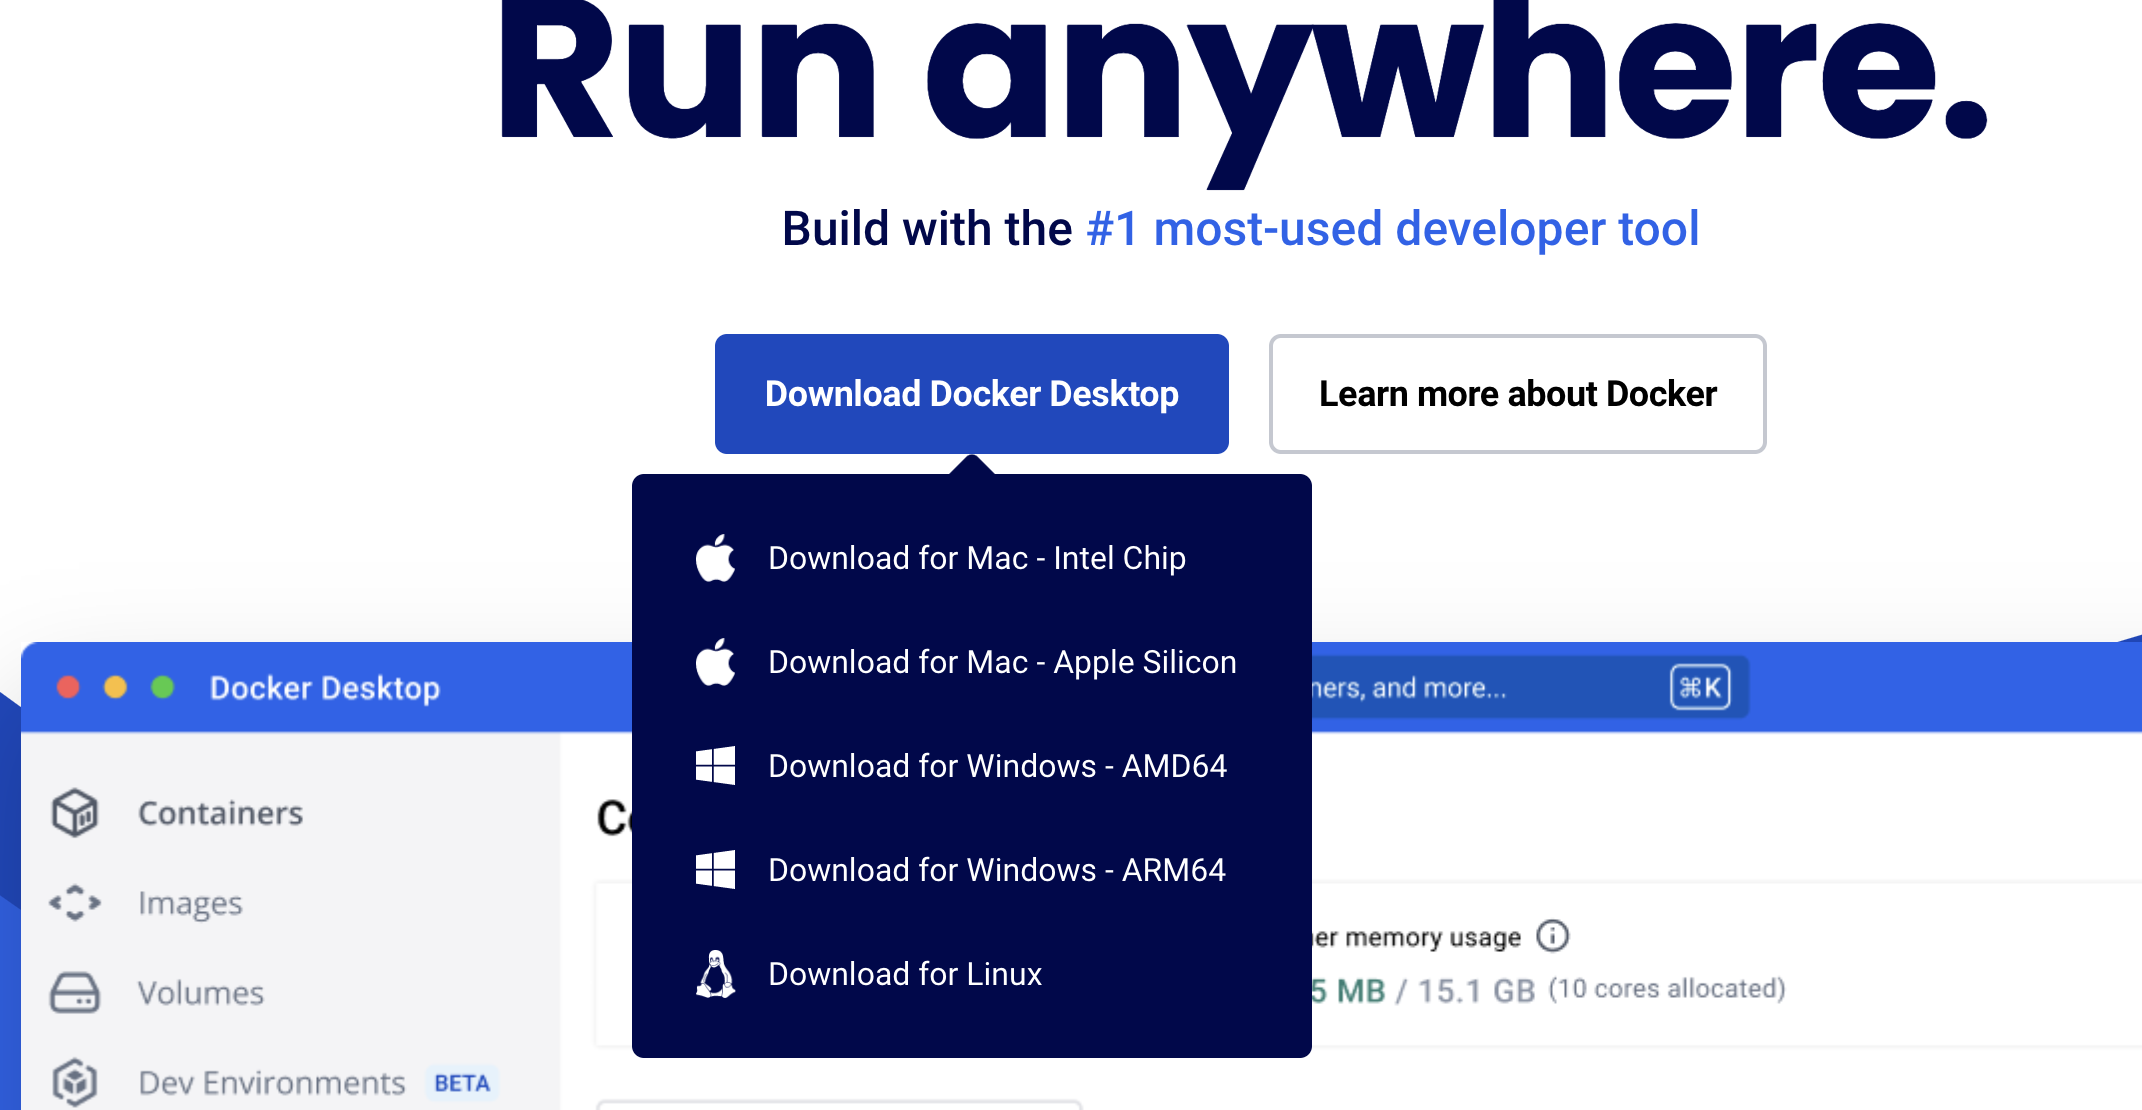 Run anywhere.
Build with the #1 most-used developer tool
Download Docker Desktop
Learn more about Docker
Download for Mac - Intel Chip
Download for Mac - Apple Silicon
Download for Windows - AMD64
Download for Windows - ARM64
Download for Linux
Docker Desktop
and more...
⌘K
Containers
Images
Volumes
Dev Environments BETA
memory usage
MB / 15.1 GB (10 cores allocated)